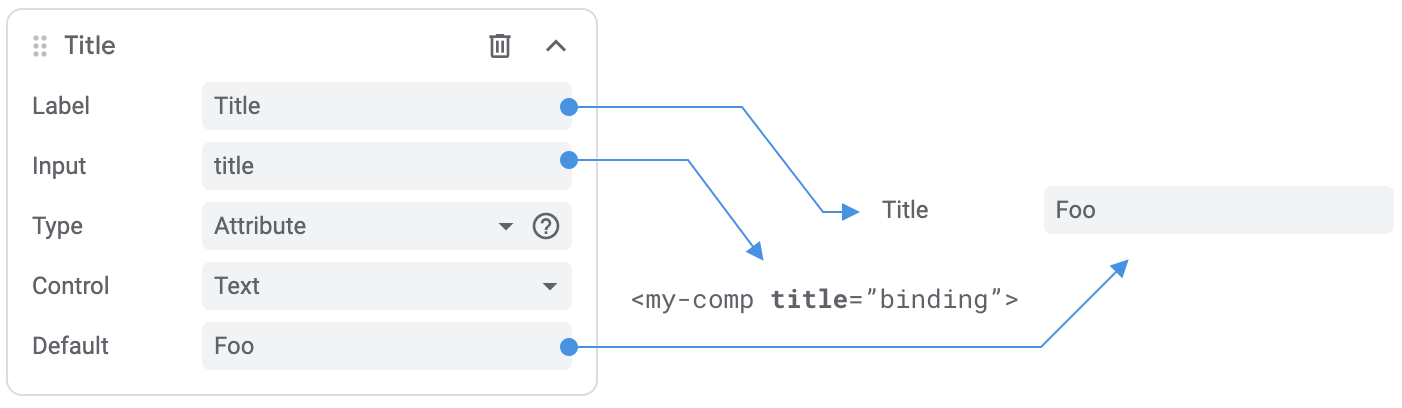 Title
Label Title
Input title
Type Attribute ?
Control Text
Default Foo
Title Foo
<my-comp title=”binding”>